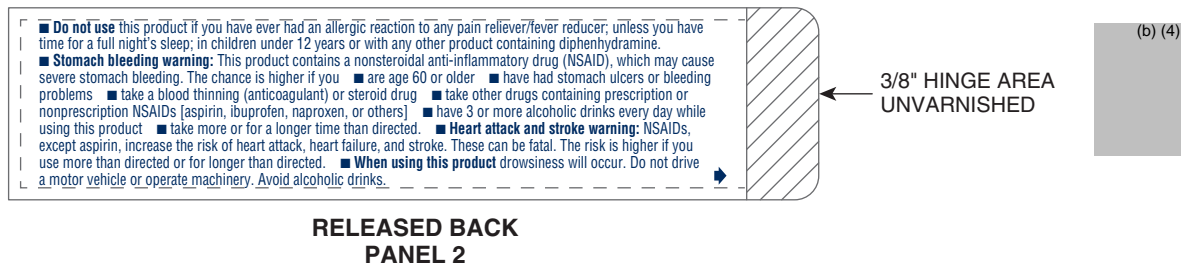 ■ Do not use this product if you have ever had an allergic reaction to any pain reliever/fever reducer; unless you have
time for a full night's sleep; in children under 12 years or with any other product containing diphenhydramine.
■ Stomach bleeding warning: This product contains a nonsteroidal anti-inflammatory drug (NSAID), which may cause
severe stomach bleeding. The chance is higher if you ■ are age 60 or older ■ have had stomach ulcers or bleeding
problems ■ take a blood thinning (anticoagulant) or steroid drug ■ take other drugs containing prescription or
nonprescription NSAIDs [aspirin, ibuprofen, naproxen, or others] ■ have 3 or more alcoholic drinks every day while
using this product ■ take more or for a longer time than directed. ■ Heart attack and stroke warning: NSAIDs,
except aspirin, increase the risk of heart attack, heart failure, and stroke. These can be fatal. The risk is higher if you
use more than directed or for longer than directed. ■ When using this product drowsiness will occur. Do not drive
a motor vehicle or operate machinery. Avoid alcoholic drinks.
3/8" HINGE AREA
UNVARNISHED
(b) (4)
RELEASED BACK
PANEL 2